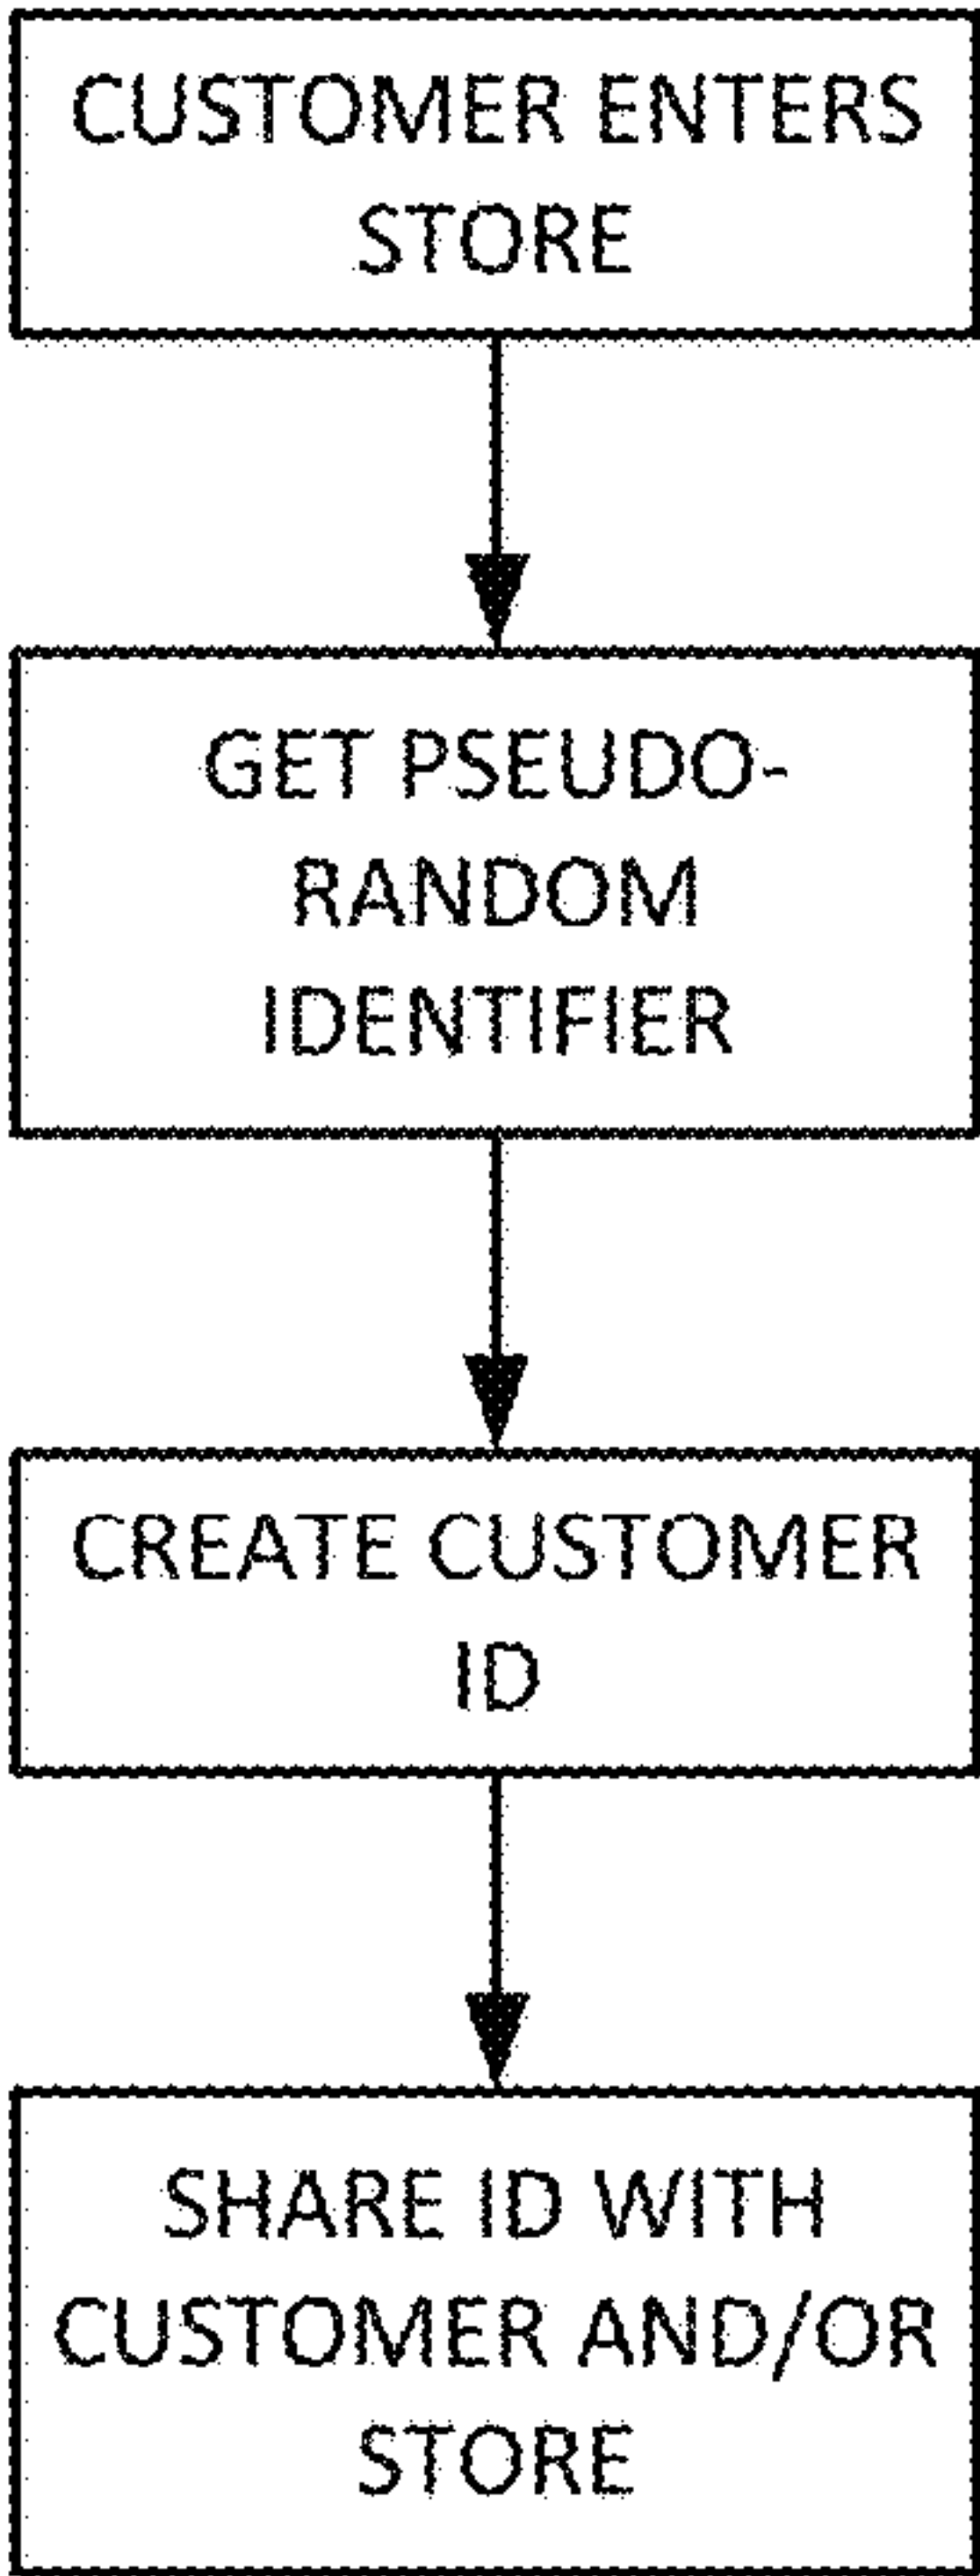 CUSTOMER ENTERS
STORE
GET PSEUDO-
RANDOM
IDENTIFIER
CREATE CUSTOMER
ID
SHARE ID WITH
CUSTOMER AND/OR
STORE